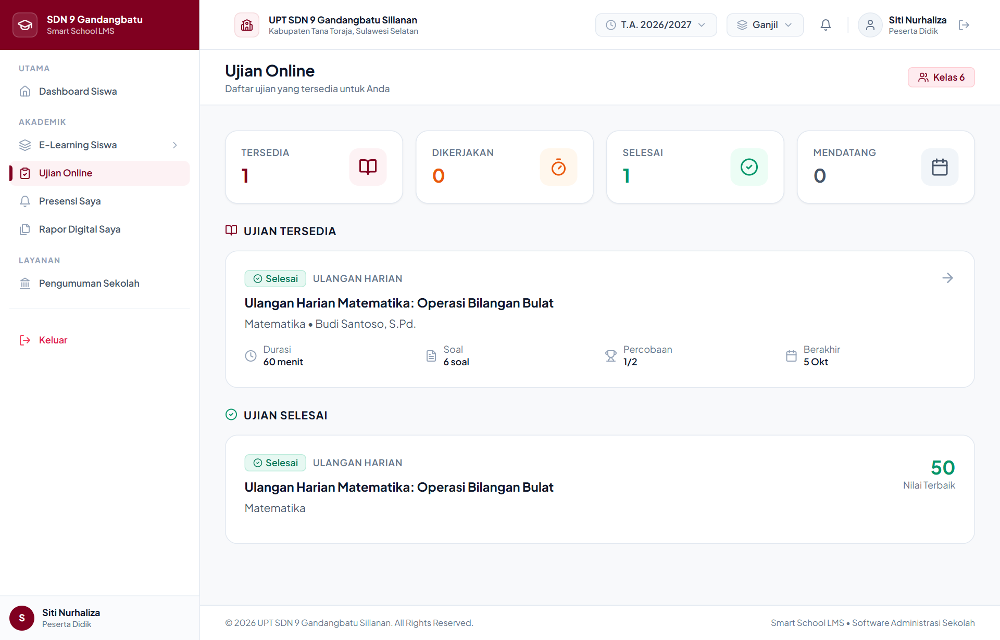 SDN 9 Gandangbatu
Smart School LMS
UTAMA
Dashboard Siswa
AKADEMIK
E-Learning Siswa
Ujian Online
Presensi Saya
Rapor Digital Saya
LAYANAN
Pengumuman Sekolah
Keluar
S
Siti Nurhaliza
Peserta Didik
UPT SDN 9 Gandangbatu Sillanan
Kabupaten Tana Toraja, Sulawesi Selatan
T.A. 2026/2027
Ganjil
Siti Nurhaliza
Peserta Didik
Ujian Online
Daftar ujian yang tersedia untuk Anda
Kelas 6
TERSEDIA
1
DIKERJAKAN
0
SELESAI
1
MENDATANG
0
UJIAN TERSEDIA
Selesai ULANGAN HARIAN
Ulangan Harian Matematika: Operasi Bilangan Bulat
Matematika • Budi Santoso, S.Pd.
Durasi
60 menit
Soal
6 soal
Percobaan
1/2
Berakhir
5 Okt
UJIAN SELESAI
Selesai ULANGAN HARIAN
Ulangan Harian Matematika: Operasi Bilangan Bulat
Matematika
50
Nilai Terbaik
© 2026 UPT SDN 9 Gandangbatu Sillanan. All Rights Reserved.
Smart School LMS • Software Administrasi Sekolah